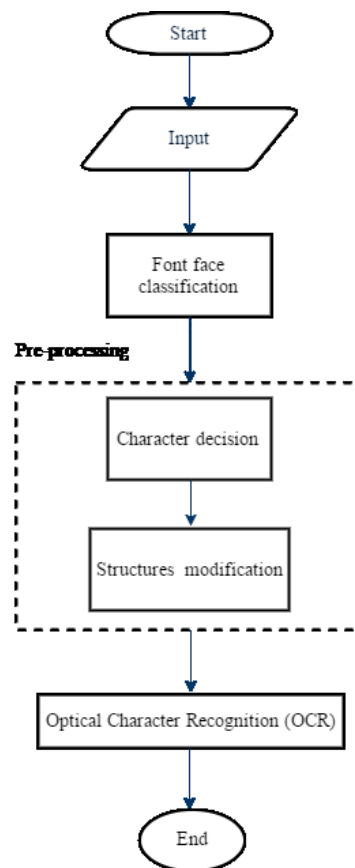 Start
Input
Font face
classification
Pre-processing
Character decision
Structures modification
Optical Character Recognition (OCR)
End